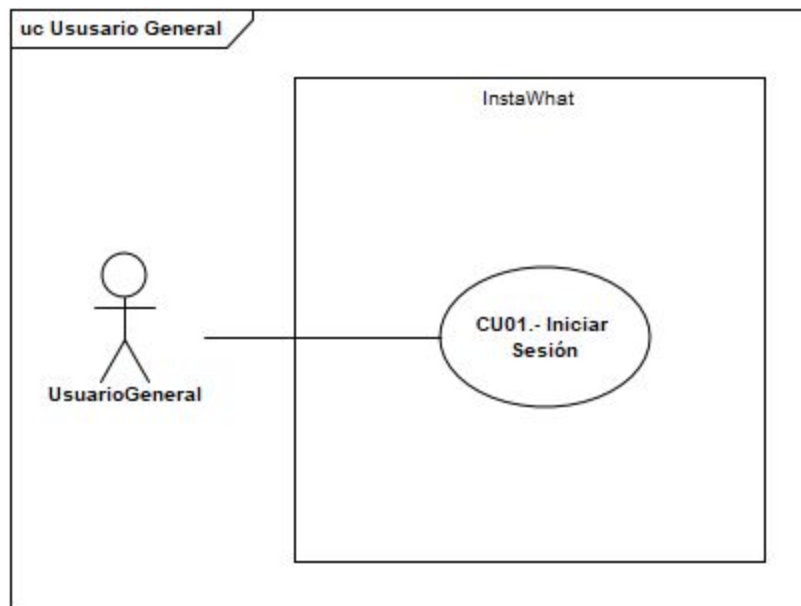 uc Ususario General
InstaWhat
CU01.- Iniciar
Sesión
UsuarioGeneral